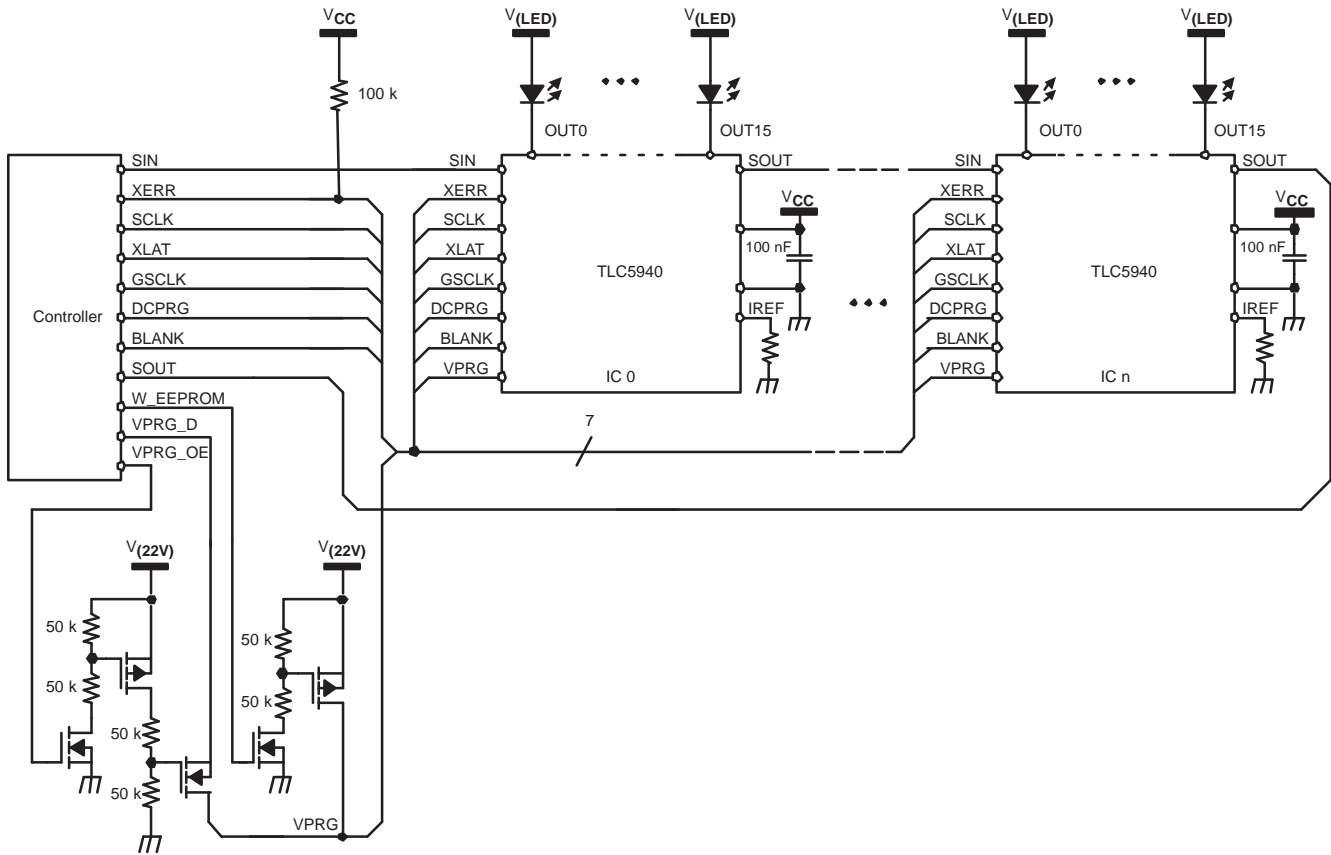 VCC
V(LED)
V(LED)
V(LED)
V(LED)
100 k
OUT0
OUT15
OUT0
OUT15
SIN
SIN
SOUT
SIN
SOUT
XERR
XERR
XERR
VCC
VCC
SCLK
SCLK
SCLK
100 nF
100 nF
XLAT
XLAT
XLAT
TLC5940
TLC5940
GSCLK
GSCLK
GSCLK
Controller
DCPRG
DCPRG
IREF
DCPRG
IREF
BLANK
BLANK
BLANK
SOUT
VPRG
IC 0
VPRG
IC n
W_EEPROM
VPRG_D
7
VPRG_OE
V(22V)
V(22V)
50 k
50 k
50 k
50 k
50 k
50 k
VPRG